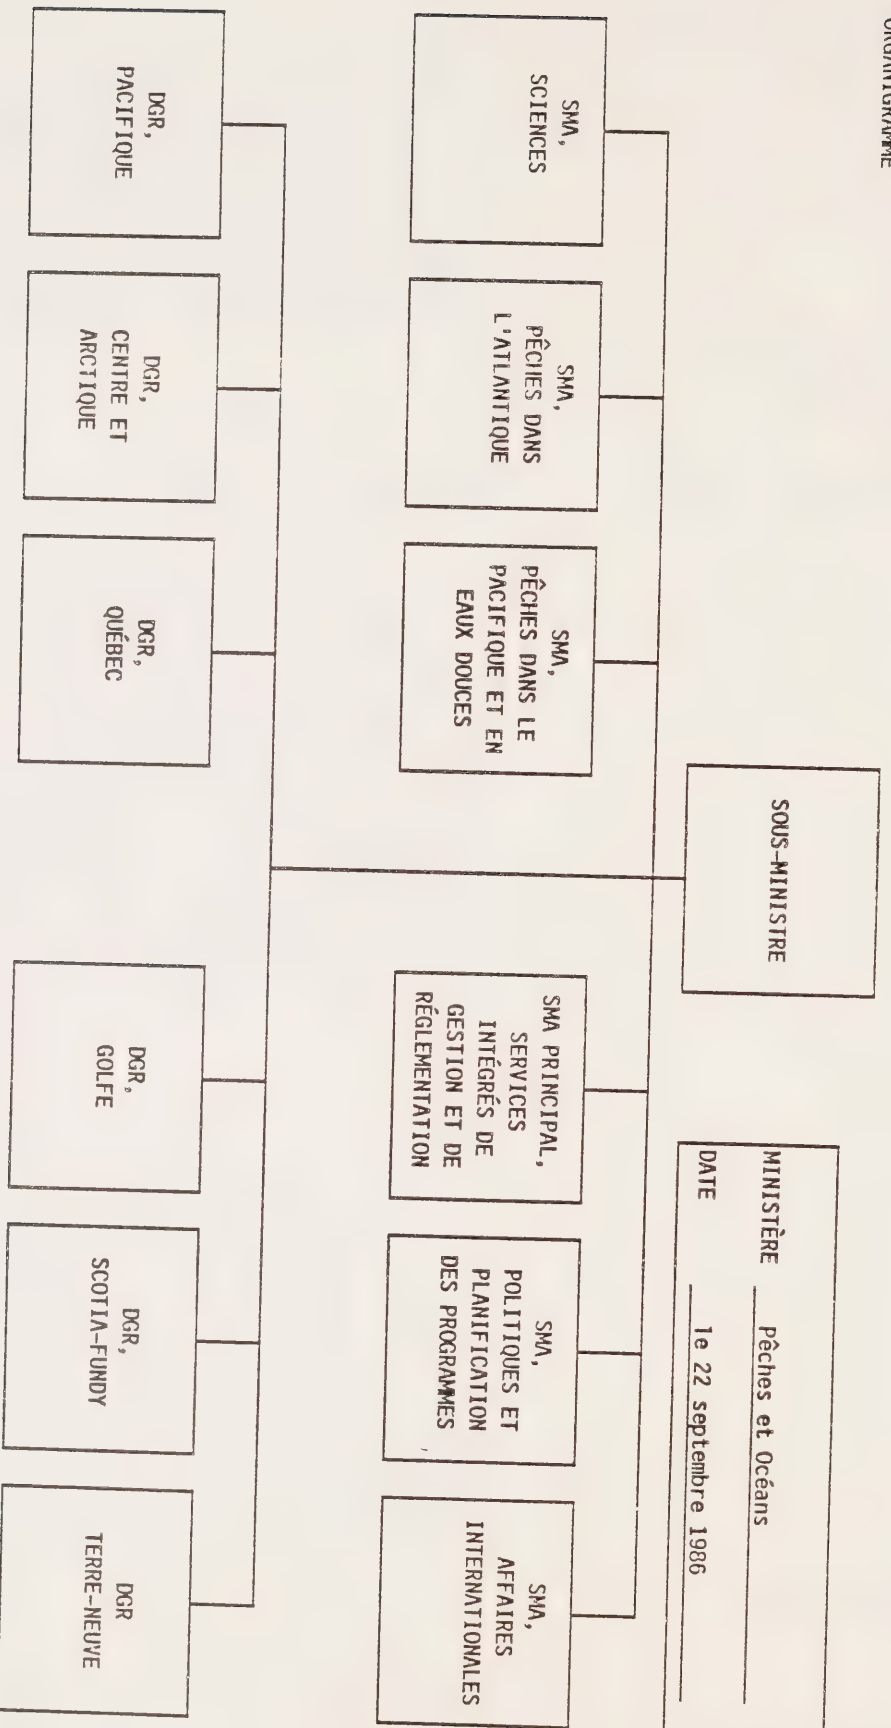 ORGANIGRAMME
MINISTÈRE Pêches et Océans
DATE le 22 septembre 1986
SOUS-MINISTRE
SMA,
SCIENCES
SMA,
PÊCHES DANS
L'ATLANTIQUE
SMA,
PÊCHES DANS LE
PACIFIQUE ET EN
EAUX DOUCES
SMA PRINCIPAL,
SERVICES
INTÉGRÉS DE
GESTION ET DE
RÉGLEMENTATION
SMA,
POLITIQUES ET
PLANIFICATION
DES PROGRAMMES
SMA,
AFFAIRES
INTERNATIONALES
DGR,
PACIFIQUE
DGR,
CENTRE ET
ARCTIQUE
DGR,
QUÉBEC
DGR,
GOLFE
DGR,
SCOTIA-FUNDY
DGR
TERRE-NEUVE